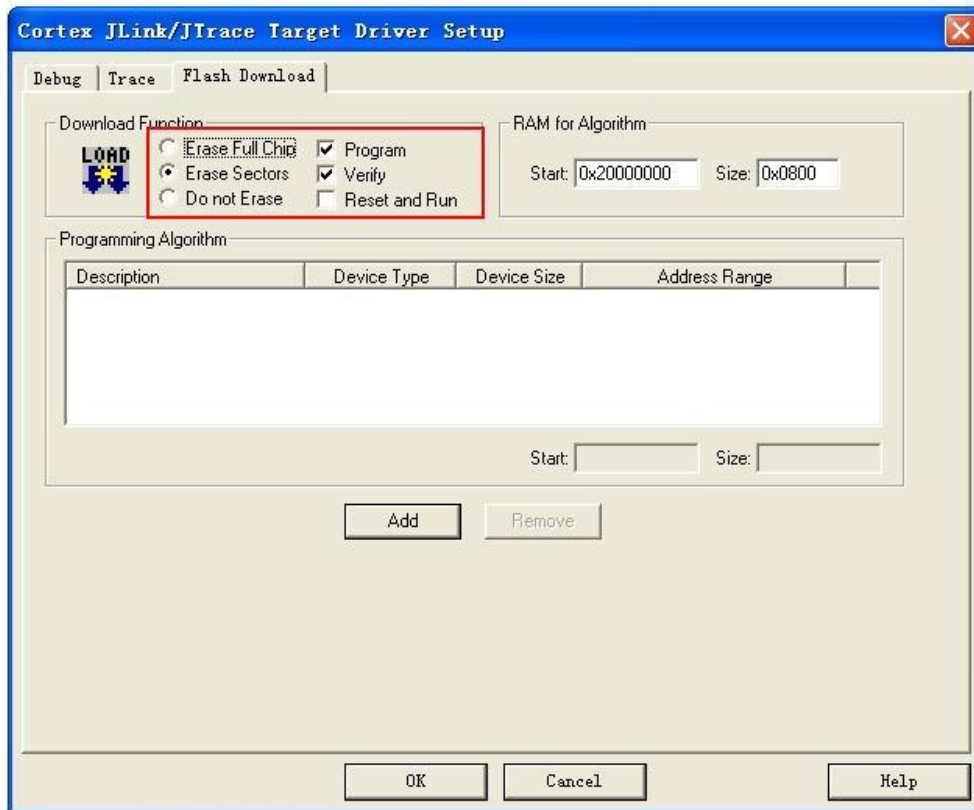 Cortex JLink/JTrace Target Driver Setup
Debug Trace Flash Download
Download Function
LOAD
Erase Full Chip
Erase Sectors
Do not Erase
Program
Verify
Reset and Run
RAM for Algorithm
Start: 0x20000000 Size: 0x0800
Programming Algorithm
Description Device Type Device Size Address Range
Start: Size:
Add Remove
OK Cancel Help